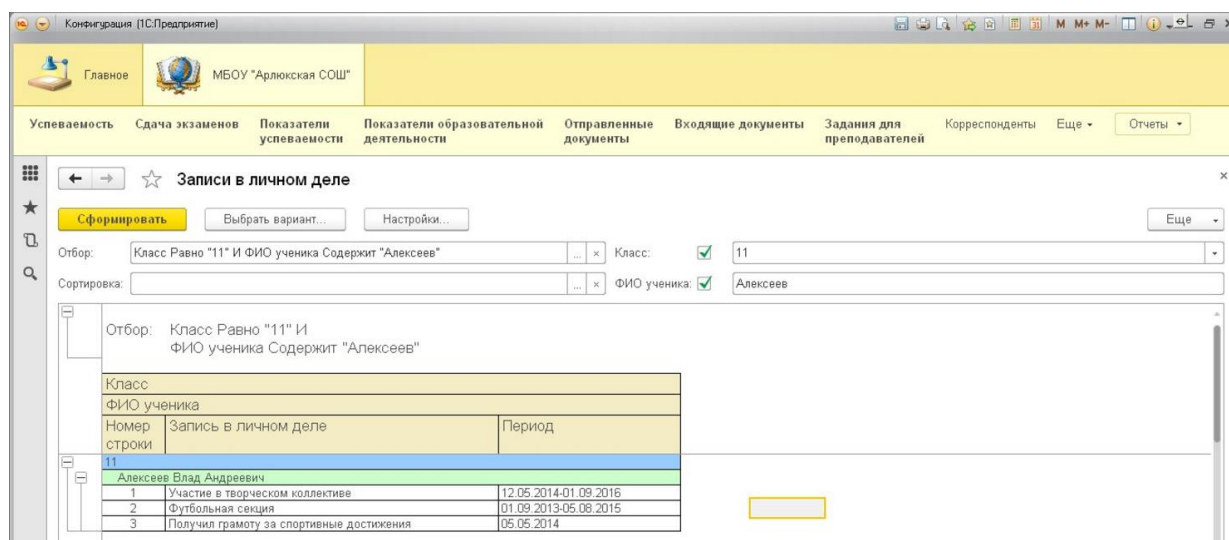 Конфигурация (1С:Предприятие)
M M+ M-
Главное
МБОУ "Арлюкская СОШ"
Успеваемость Сдача экзаменов Показатели успеваемости Показатели образовательной деятельности Отправленные документы Входящие документы Задания для преподавателей Корреспонденты Еще Отчеты
Записи в личном деле
Сформировать Выбрать вариант... Настройки... Еще
Отбор: Класс Равно "11" И ФИО ученика Содержит "Алексеев" ... × Класс: 11
Сортировка: ... × ФИО ученика: Алексеев
Отбор: Класс Равно "11" И
ФИО ученика Содержит "Алексеев"
Класс
ФИО ученика
Номер строки Запись в личном деле Период
11
Алексеев Влад Андреевич
1 Участие в творческом коллективе 12.05.2014-01.09.2016
2 Футбольная секция 01.09.2013-05.08.2015
3 Получил грамоту за спортивные достижения 05.05.2014